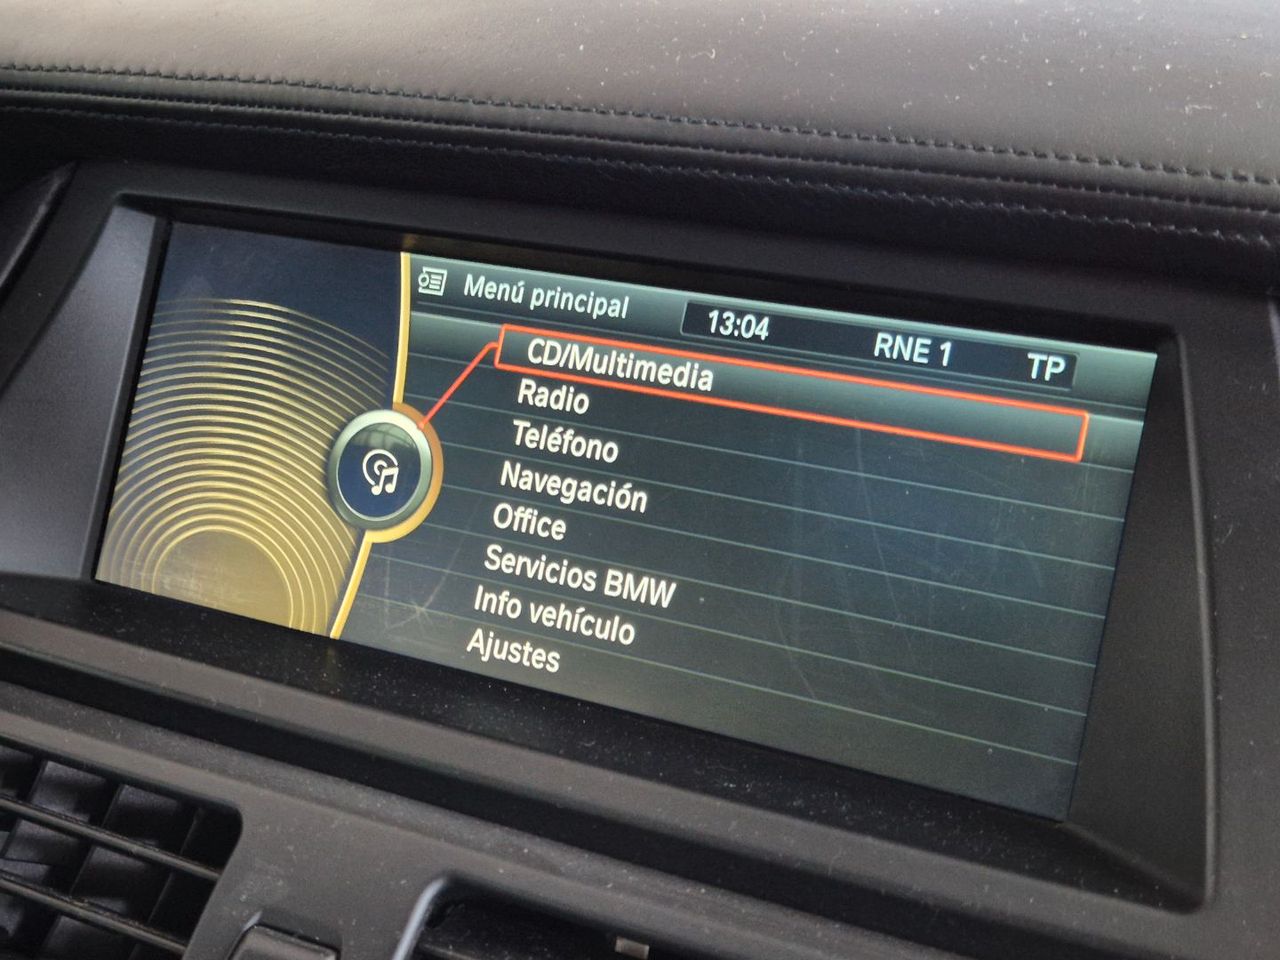 Menú principal
13:04 RNE 1 TP
CD/Multimedia
Radio
Teléfono
Navegación
Office
Servicios BMW
Info vehículo
Ajustes